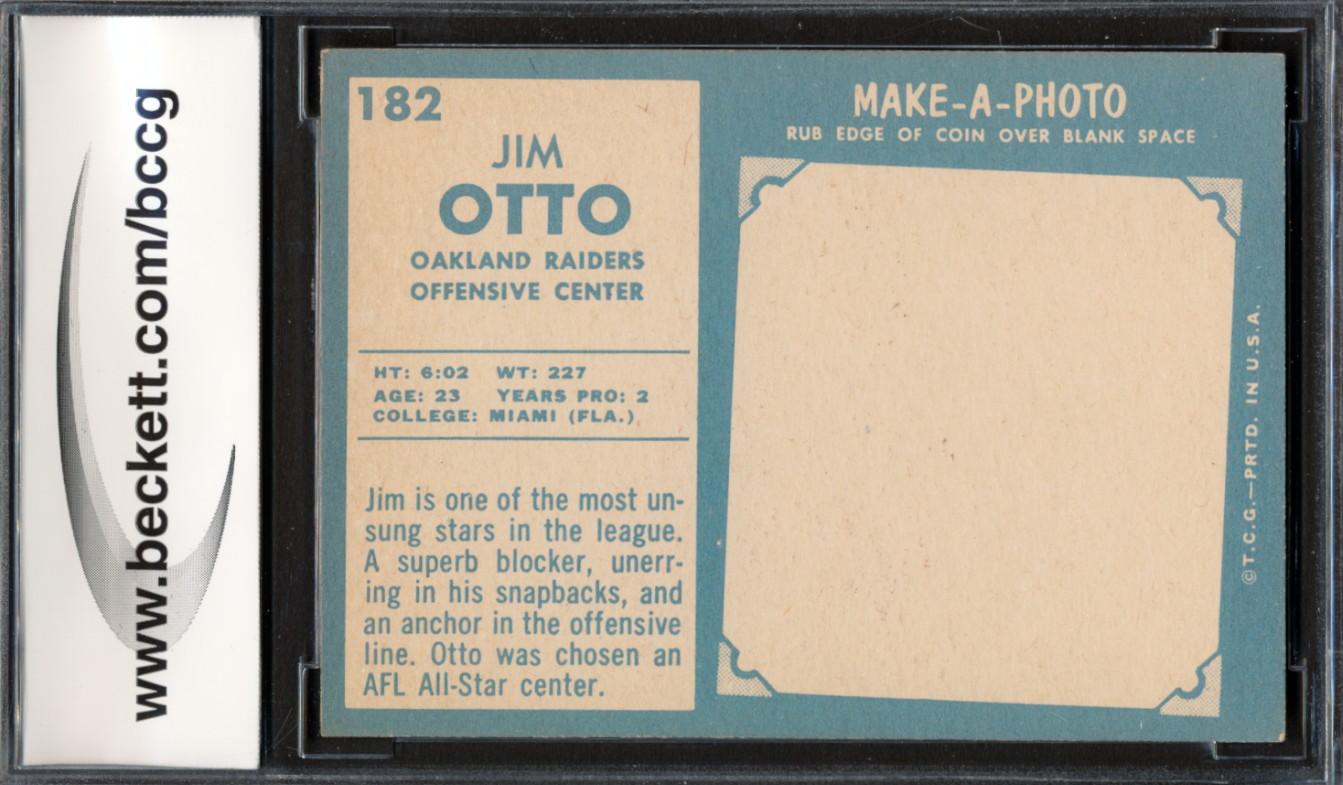 www.beckett.com/bccg
182
JIM
OTTO
OAKLAND RAIDERS
OFFENSIVE CENTER
HT: 6:02 WT: 227
AGE: 23 YEARS PRO: 2
COLLEGE: MIAMI (FLA.)
Jim is one of the most un-
sung stars in the league.
A superb blocker, unerr-
ing in his snapbacks, and
an anchor in the offensive
line. Otto was chosen an
AFL All-Star center.
MAKE-A-PHOTO
RUB EDGE OF COIN OVER BLANK SPACE
©T.C.G.—PRTD. IN U.S.A.